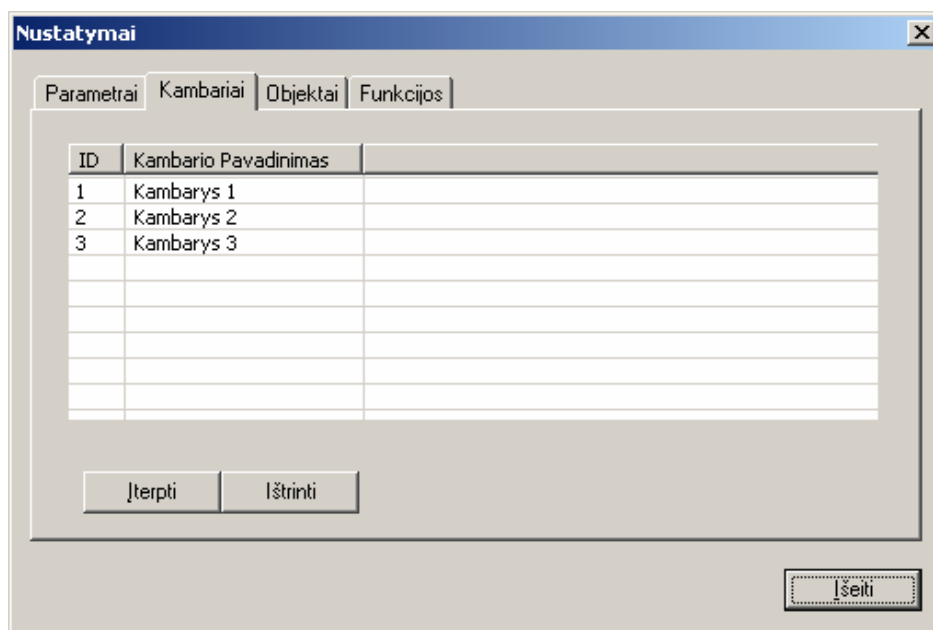 Nustatymai
Parametrai Kambariai Objektai Funkcijos
ID Kambario Pavadinimas
1 Kambarys 1
2 Kambarys 2
3 Kambarys 3
Įterpti Ištrinti
Įšeiti